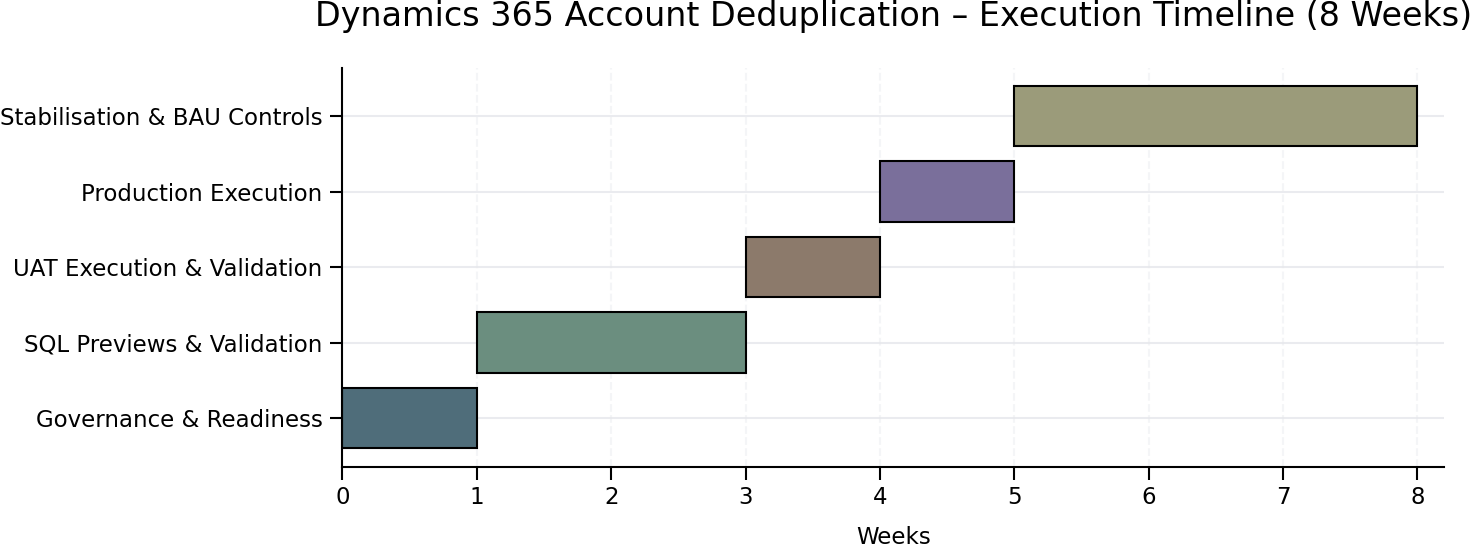 Dynamics 365 Account Deduplication – Execution Timeline (8 Weeks)
Stabilisation & BAU Controls
Production Execution
UAT Execution & Validation
SQL Previews & Validation
Governance & Readiness
0 1 2 3 4 5 6 7 8
Weeks